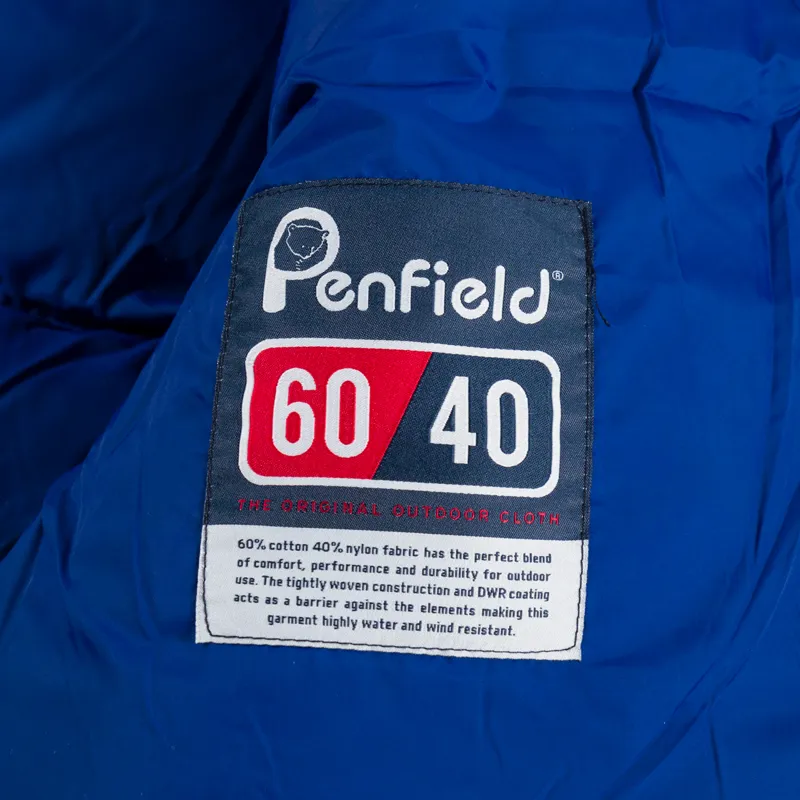 Penfield®
60 40
THE ORIGINAL OUTDOOR CLOTH
60% cotton 40% nylon fabric has the perfect blend
of comfort, performance and durability for outdoor
use. The tightly woven construction and DWR coating
acts as a barrier against the elements making this
garment highly water and wind resistant.